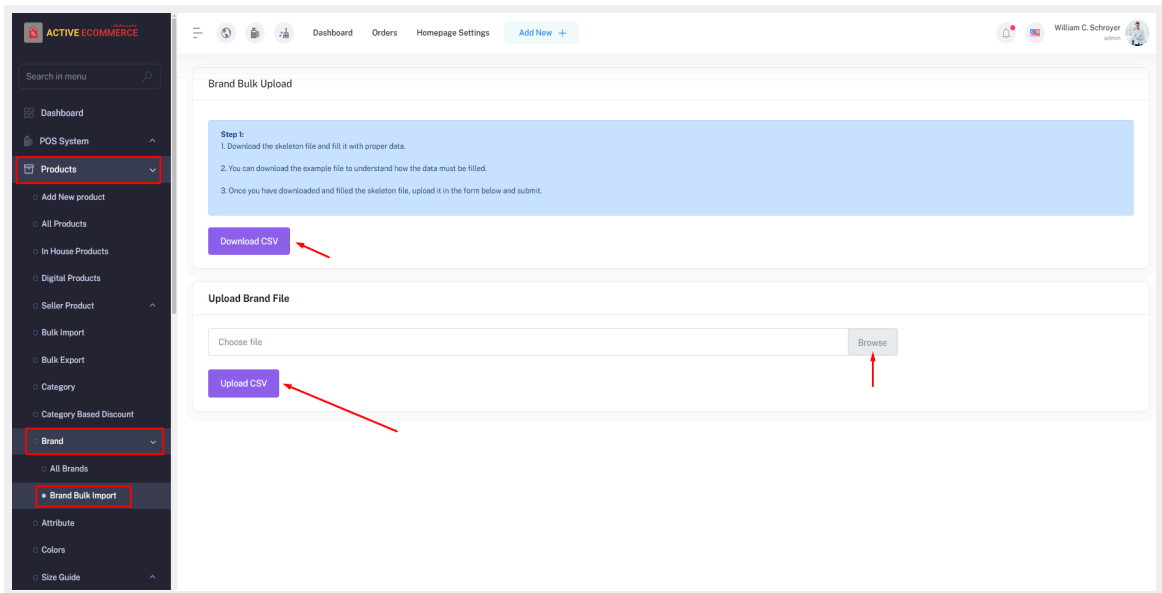 ACTIVE ECOMMERCE
Search in menu
Dashboard
POS System
Products
Add New product
All Products
In House Products
Digital Products
Seller Product
Bulk Import
Bulk Export
Category
Category Based Discount
Brand
All Brands
Brand Bulk Import
Attribute
Colors
Size Guide
Dashboard Orders Homepage Settings Add New +
William C. Schroyer
admin
Brand Bulk Upload
Step 1:
1. Download the skeleton file and fill it with proper data.
2. You can download the example file to understand how the data must be filled.
3. Once you have downloaded and filled the skeleton file, upload it in the form below and submit.
Download CSV
Upload Brand File
Choose file Browse
Upload CSV